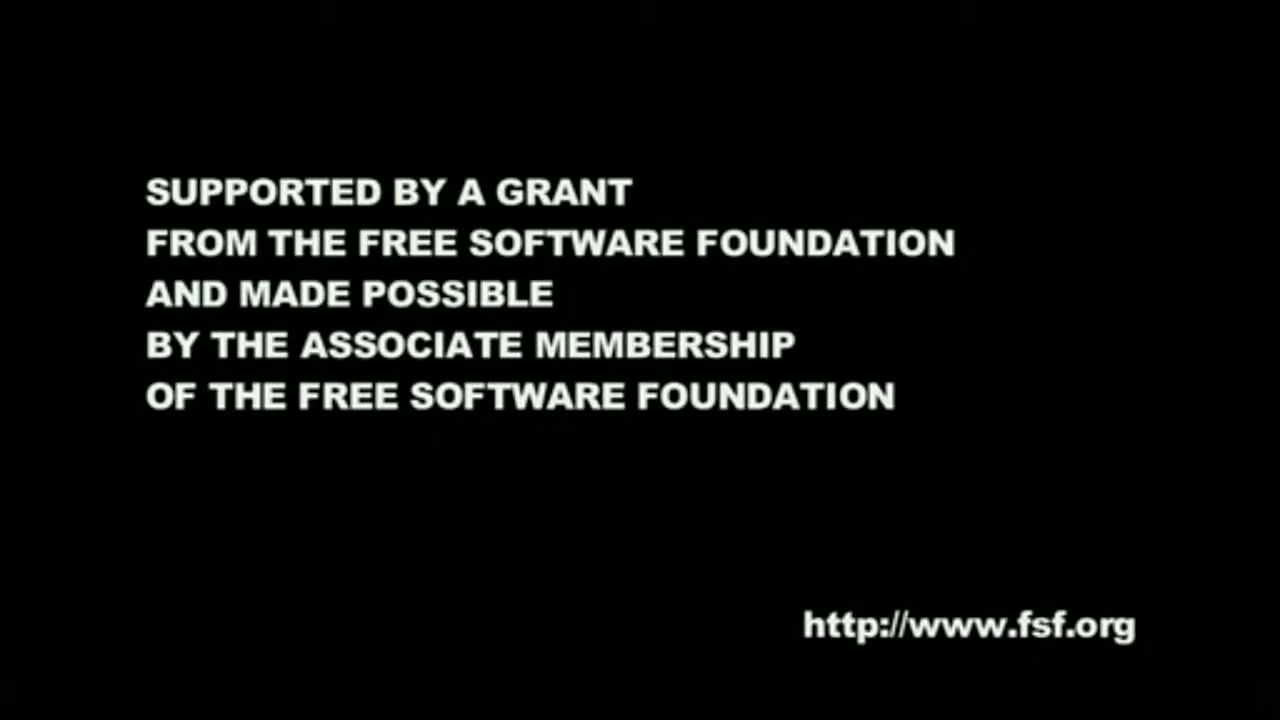 SUPPORTED BY A GRANT
FROM THE FREE SOFTWARE FOUNDATION
AND MADE POSSIBLE
BY THE ASSOCIATE MEMBERSHIP
OF THE FREE SOFTWARE FOUNDATION
http://www.fsf.org